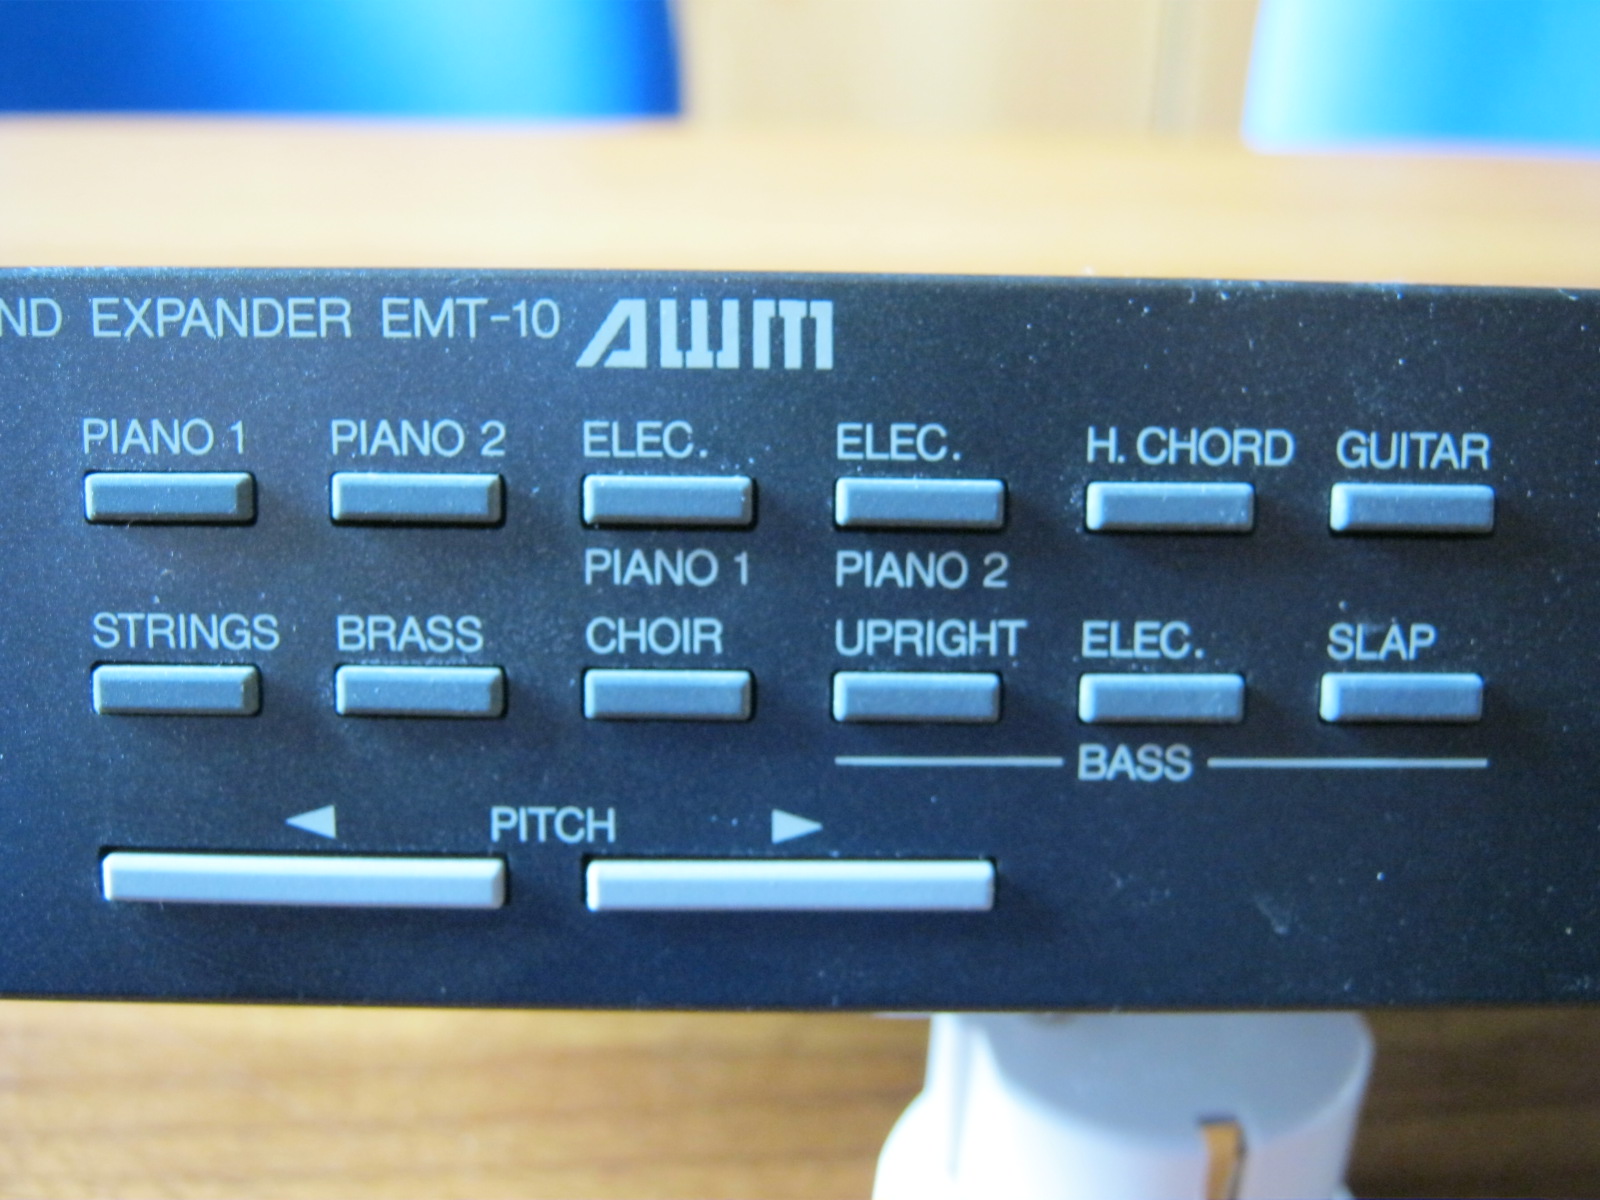 ND EXPANDER EMT-10 AWM
PIANO 1 PIANO 2 ELEC. ELEC. H. CHORD GUITAR
PIANO 1 PIANO 2
STRINGS BRASS CHOIR UPRIGHT ELEC. SLAP
BASS
PITCH